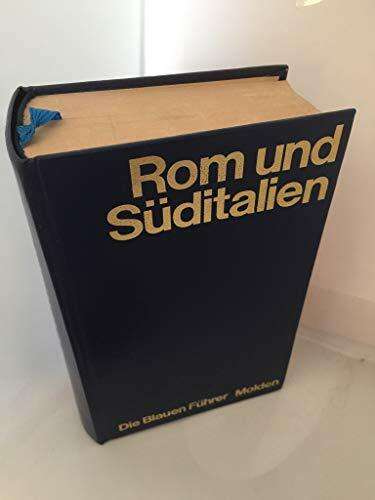 Rom und
Süditalien
Die Blauen Führer Molden